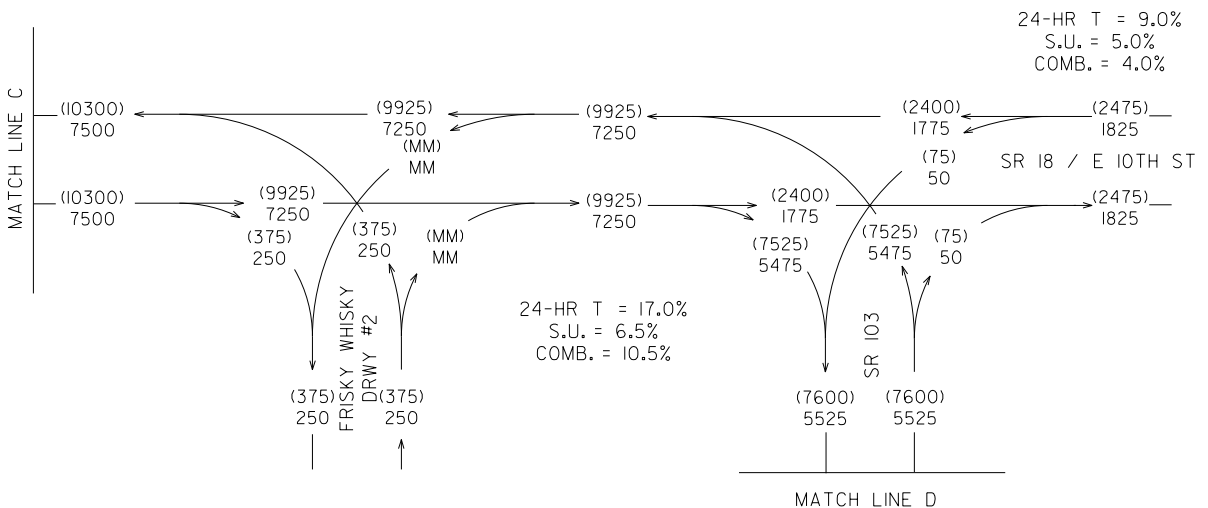 24-HR T = 9.0%
S.U. = 5.0%
COMB. = 4.0%
MATCH LINE C
(10300)
7500
(9925)
7250
(MM)
MM
(9925)
7250
(2400)
1775
(75)
50
(2475)
1825
SR 18 / E 10TH ST
(10300)
7500
(9925)
7250
(375)
250
(375)
250
(MM)
MM
(9925)
7250
(2400)
1775
(7525)
5475
(7525)
5475
(75)
50
(2475)
1825
24-HR T = 17.0%
S.U. = 6.5%
COMB. = 10.5%
FRISKY WHISKY
DRWY #2
SR 103
(375)
250
(375)
250
(7600)
5525
(7600)
5525
MATCH LINE D